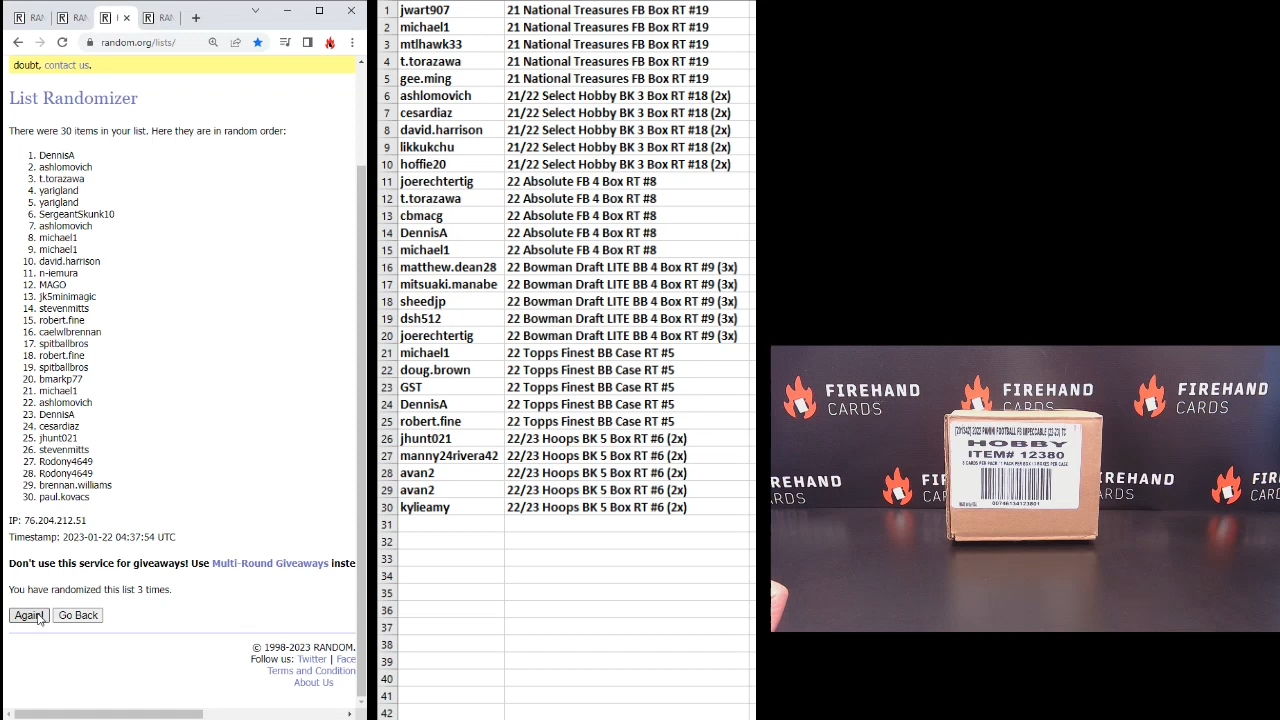 random.org/lists/
doubt, contact us.
List Randomizer
There were 30 items in your list. Here they are in random order:
1. DennisA
2. ashlomovich
3. t.torazawa
4. yarigland
5. yarigland
6. SergeantSkunk10
7. ashlomovich
8. michael1
9. michael1
10. david.harrison
11. n-iemura
12. MAGO
13. jk5minimagic
14. stevenmitts
15. robert.fine
16. caelwlbrennan
17. spitballbros
18. robert.fine
19. spitballbros
20. bmarkp77
21. michael1
22. ashlomovich
23. DennisA
24. cesardiaz
25. jhunt021
26. stevenmitts
27. Rodony4649
28. Rodony4649
29. brennan.williams
30. paul.kovacs
IP: 76.204.212.51
Timestamp: 2023-01-22 04:37:54 UTC
Don't use this service for giveaways! Use Multi-Round Giveaways inste
You have randomized this list 3 times.
Again! Go Back
© 1998-2023 RANDOM.
Follow us: Twitter | Face
Terms and Condition
About Us
1 jwart907 21 National Treasures FB Box RT #19
2 michael1 21 National Treasures FB Box RT #19
3 mtlhawk33 21 National Treasures FB Box RT #19
4 t.torazawa 21 National Treasures FB Box RT #19
5 gee.ming 21 National Treasures FB Box RT #19
6 ashlomovich 21/22 Select Hobby BK 3 Box RT #18 (2x)
7 cesardiaz 21/22 Select Hobby BK 3 Box RT #18 (2x)
8 david.harrison 21/22 Select Hobby BK 3 Box RT #18 (2x)
9 likkukchu 21/22 Select Hobby BK 3 Box RT #18 (2x)
10 hoffie20 21/22 Select Hobby BK 3 Box RT #18 (2x)
11 joerechtertig 22 Absolute FB 4 Box RT #8
12 t.torazawa 22 Absolute FB 4 Box RT #8
13 cbmacg 22 Absolute FB 4 Box RT #8
14 DennisA 22 Absolute FB 4 Box RT #8
15 michael1 22 Absolute FB 4 Box RT #8
16 matthew.dean28 22 Bowman Draft LITE BB 4 Box RT #9 (3x)
17 mitsuaki.manabe 22 Bowman Draft LITE BB 4 Box RT #9 (3x)
18 sheedjp 22 Bowman Draft LITE BB 4 Box RT #9 (3x)
19 dsh512 22 Bowman Draft LITE BB 4 Box RT #9 (3x)
20 joerechtertig 22 Bowman Draft LITE BB 4 Box RT #9 (3x)
21 michael1 22 Topps Finest BB Case RT #5
22 doug.brown 22 Topps Finest BB Case RT #5
23 GST 22 Topps Finest BB Case RT #5
24 DennisA 22 Topps Finest BB Case RT #5
25 robert.fine 22 Topps Finest BB Case RT #5
26 jhunt021 22/23 Hoops BK 5 Box RT #6 (2x)
27 manny24rivera42 22/23 Hoops BK 5 Box RT #6 (2x)
28 avan2 22/23 Hoops BK 5 Box RT #6 (2x)
29 avan2 22/23 Hoops BK 5 Box RT #6 (2x)
30 kylieamy 22/23 Hoops BK 5 Box RT #6 (2x)
31
32
33
34
35
36
37
38
39
40
41
42
FIREHAND CARDS
FIREHAND CARDS
FIREHAND CARDS
HOBBY
ITEM# 12380